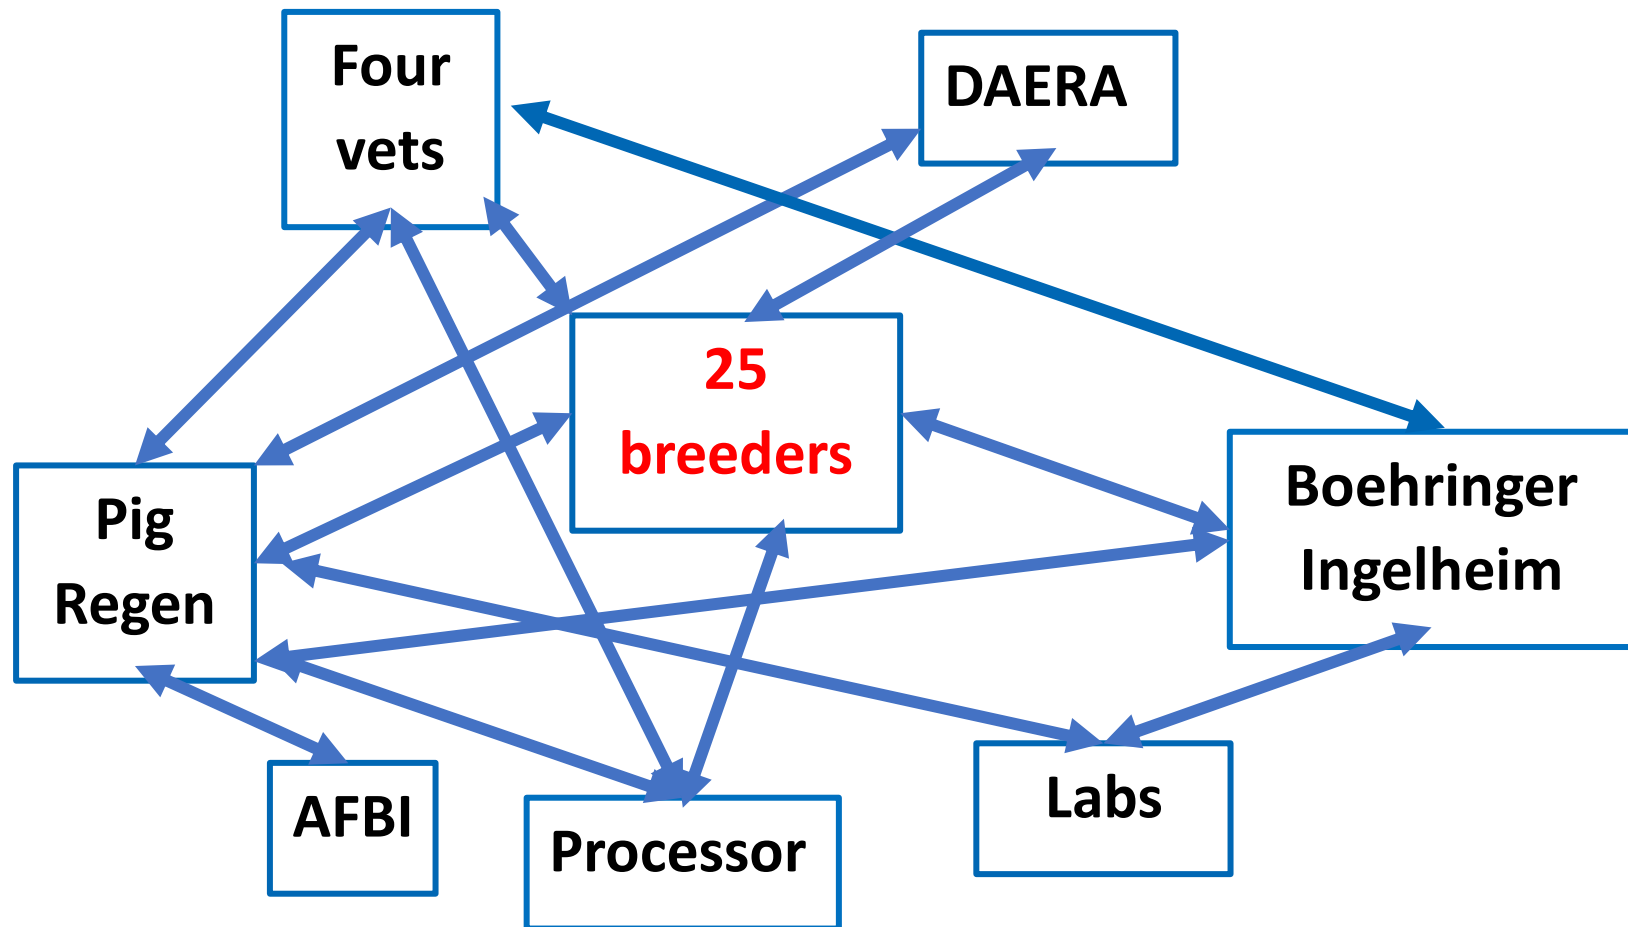 Four
vets
DAERA
25
breeders
Boehringer
Ingelheim
Pig
Regen
AFBI
Processor
Labs